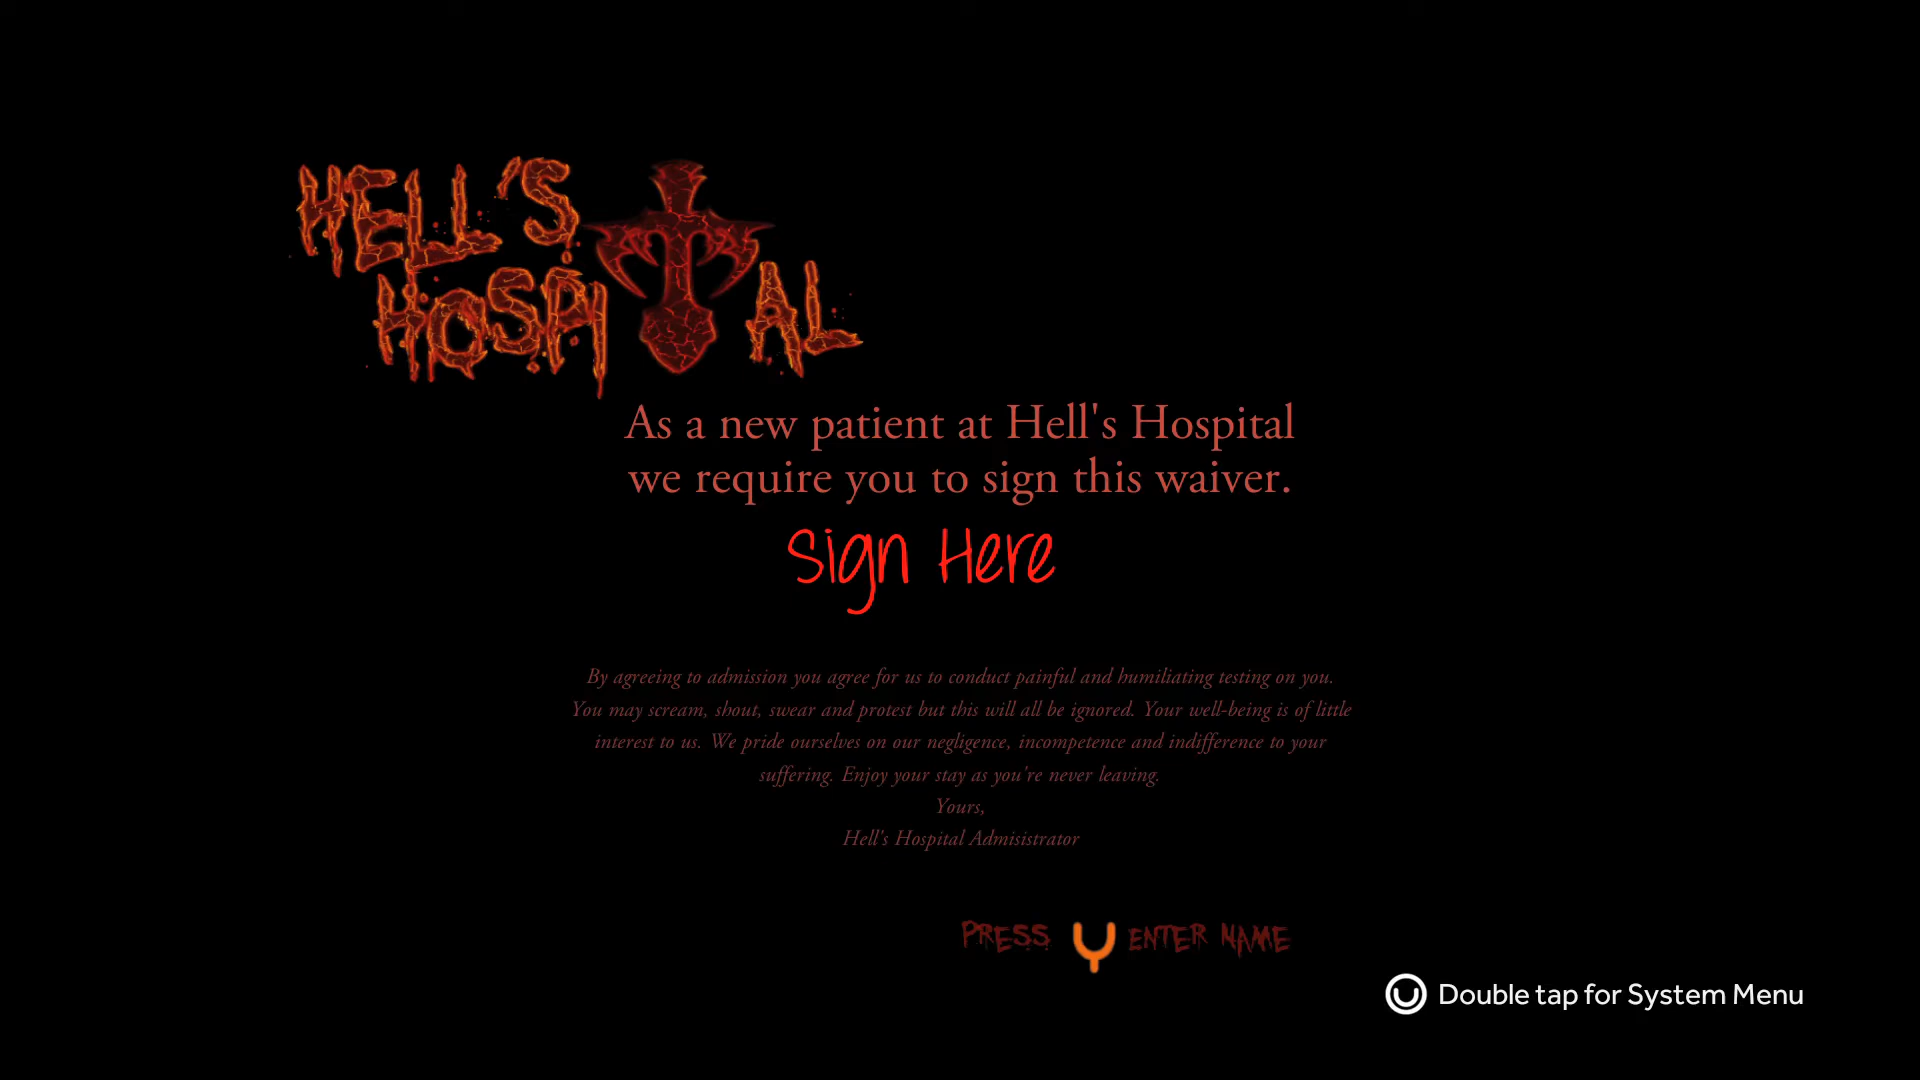 HELL'S
HOSPITAL
As a new patient at Hell's Hospital
we require you to sign this waiver.
Sign Here
By agreeing to admission you agree for us to conduct painful and humiliating testing on you.
You may scream, shout, swear and protest but this will all be ignored. Your well-being is of little
interest to us. We pride ourselves on our negligence, incompetence and indifference to your
suffering. Enjoy your stay as you're never leaving.
Yours,
Hell's Hospital Admisistrator
PRESS Y ENTER NAME
Double tap for System Menu